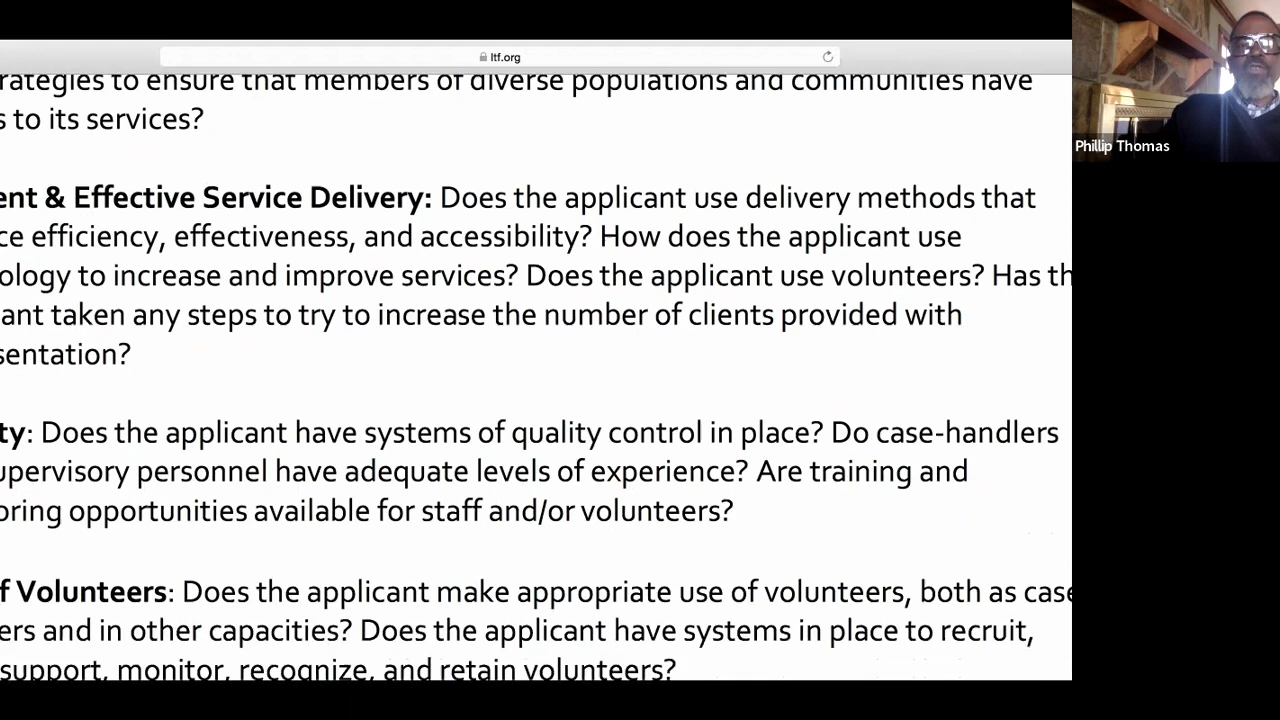 ltf.org
rategies to ensure that members of diverse populations and communities have
s to its services?
ent & Effective Service Delivery: Does the applicant use delivery methods that
ce efficiency, effectiveness, and accessibility? How does the applicant use
ology to increase and improve services? Does the applicant use volunteers? Has th
ant taken any steps to try to increase the number of clients provided with
sentation?
ty: Does the applicant have systems of quality control in place? Do case-handlers
upervisory personnel have adequate levels of experience? Are training and
oring opportunities available for staff and/or volunteers?
f Volunteers: Does the applicant make appropriate use of volunteers, both as case
ers and in other capacities? Does the applicant have systems in place to recruit,
support, monitor, recognize, and retain volunteers?
Phillip Thomas